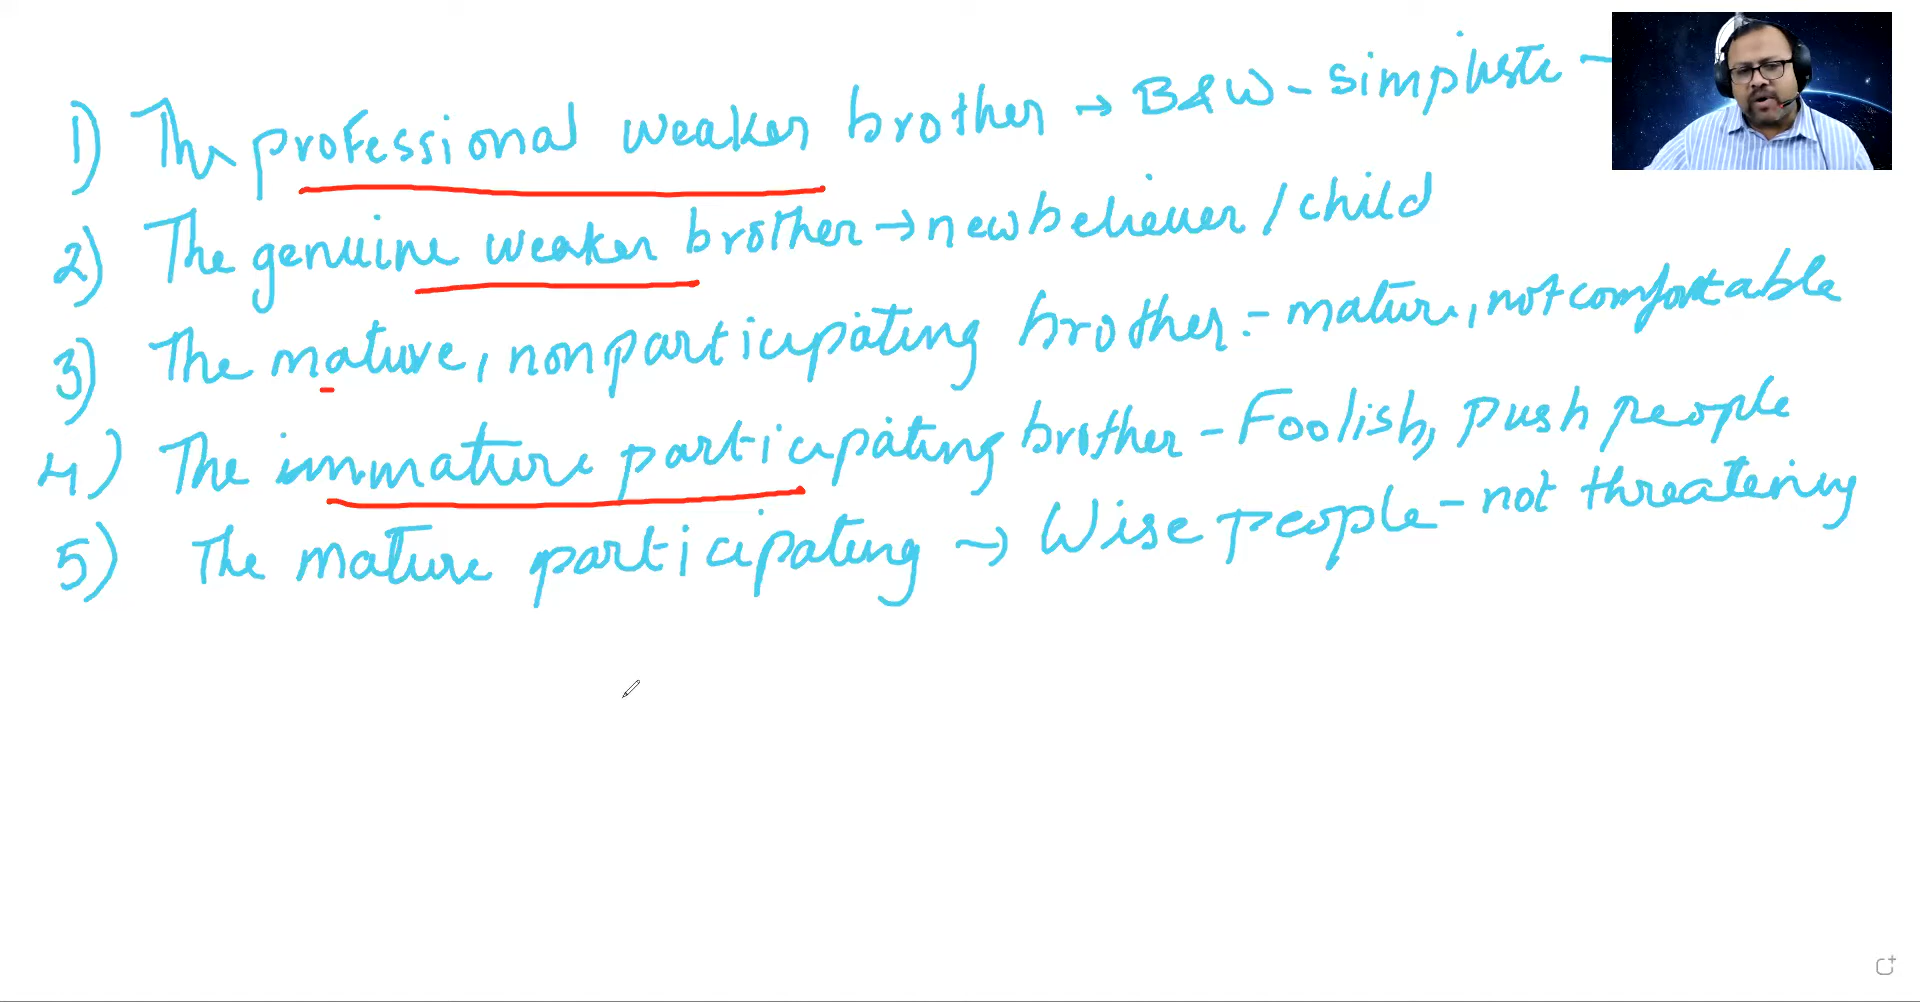 1) The professional weaker brother → B&W - simplistic -
2) The genuine weaker brother → new believer / child
3) The mature, nonparticipating brother :- mature, not comfortable
4) The immature participating brother - Foolish, push people
5) The mature participating → Wise people - not threatening